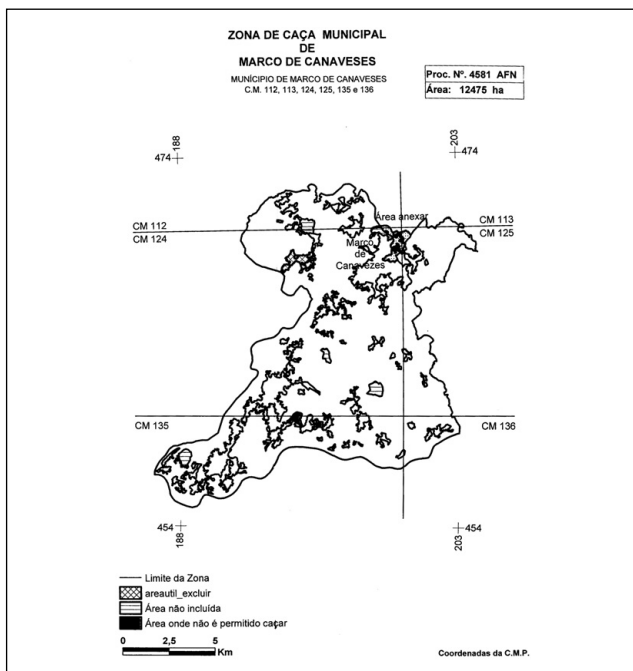 ZONA DE CAÇA MUNICIPAL
DE
MARCO DE CANAVESES
MUNÍCIPIO DE MARCO DE CANAVESES
C.M. 112, 113, 124, 125, 135 e 136
Proc. Nº. 4581 AFN
Área: 12475 ha
188
474
203
474
Área anexar
CM 112
CM 124
CM 113
CM 125
Marco
de
Canavezes
CM 135
CM 136
454
188
454
203
Limite da Zona
areautil_excluir
Área não incluída
Área onde não é permitido caçar
0 2,5 5
Km
Coordenadas da C.M.P.